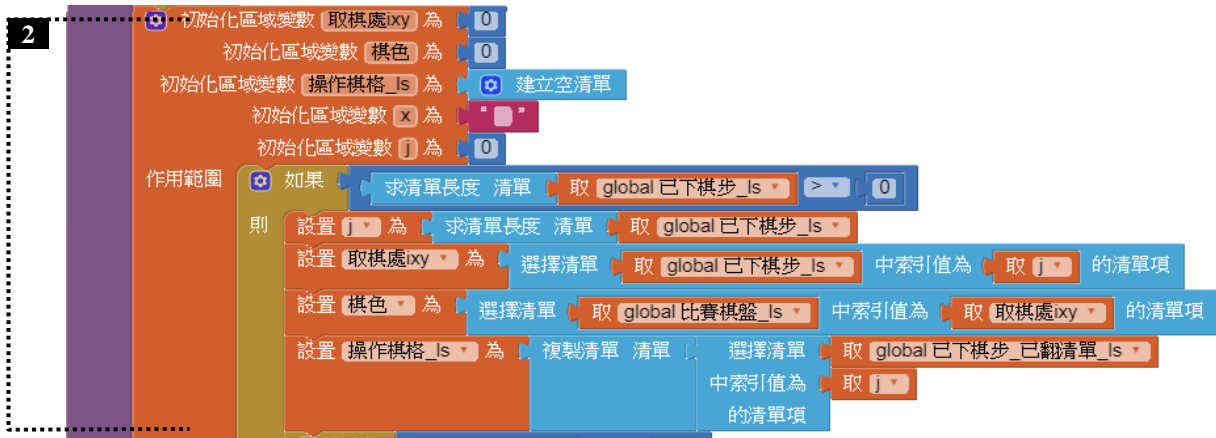 2
初始化區域變數 取棋處ixy 為 0
初始化區域變數 棋色 為 0
初始化區域變數 操作棋格_ls 為 建立空清單
初始化區域變數 x 為 “ ”
初始化區域變數 j 為 0
作用範圍 如果 求清單長度 清單 取 global 已下棋步_ls > 0
則 設置 j 為 求清單長度 清單 取 global 已下棋步_ls
設置 取棋處ixy 為 選擇清單 取 global 已下棋步_ls 中索引值為 取 j 的清單項
設置 棋色 為 選擇清單 取 global 比賽棋盤_ls 中索引值為 取 取棋處ixy 的清單項
設置 操作棋格_ls 為 複製清單 清單 選擇清單 取 global 已下棋步_已翻清單_ls
中索引值為 取 j
的清單項